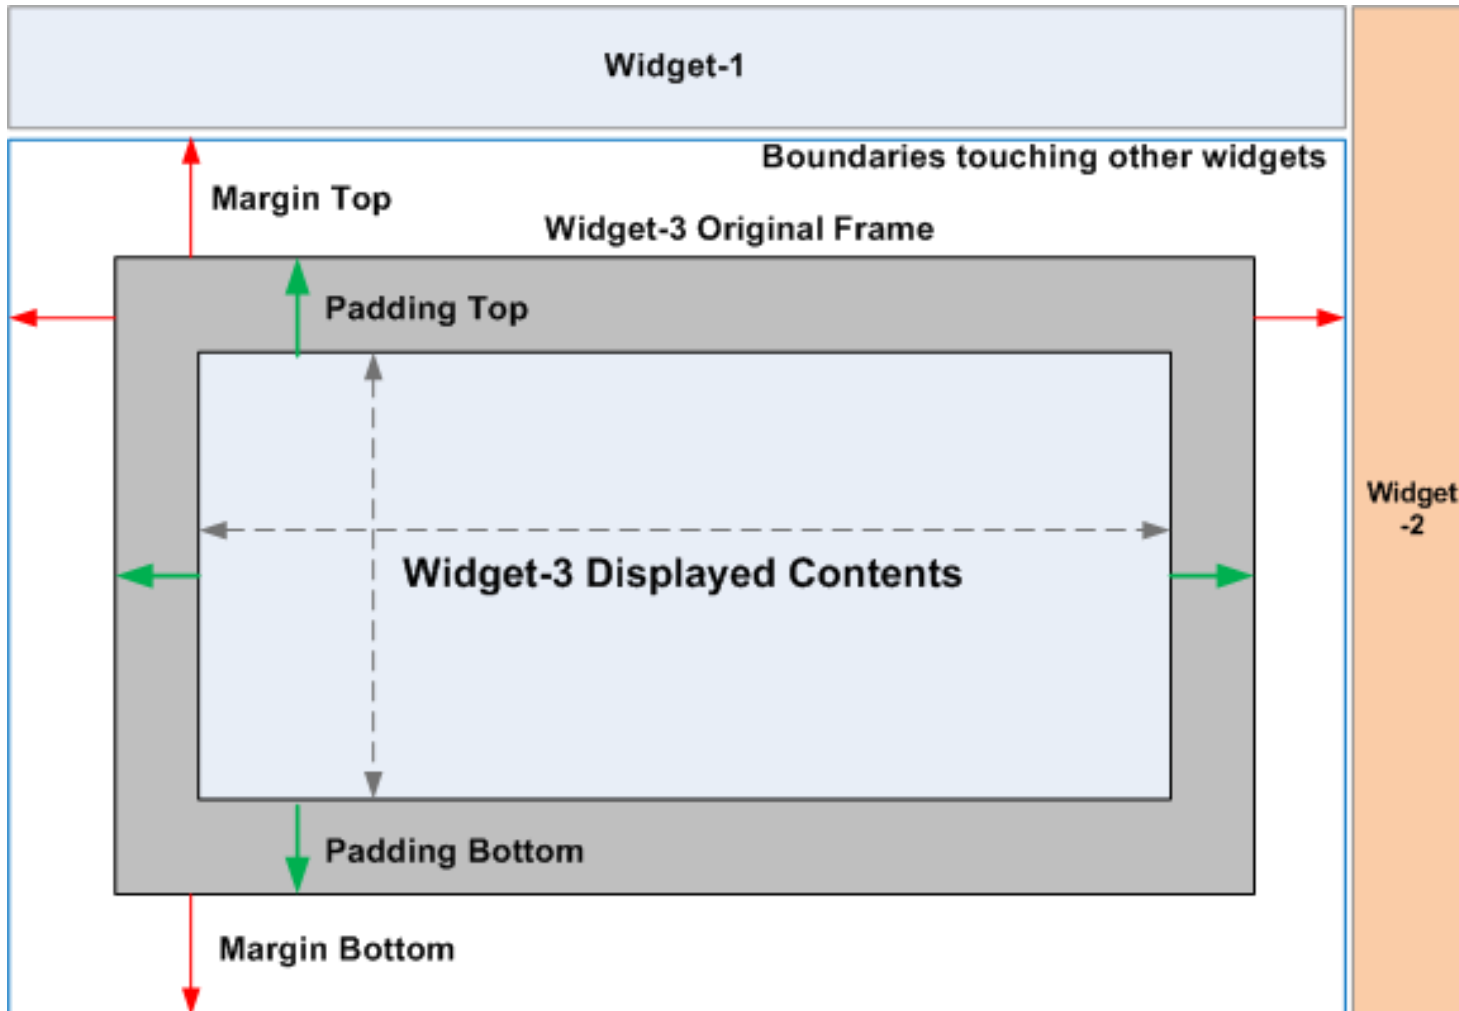 Widget-1
Boundaries touching other widgets
Margin Top
Widget-3 Original Frame
Padding Top
Widget
-2
Widget-3 Displayed Contents
Padding Bottom
Margin Bottom